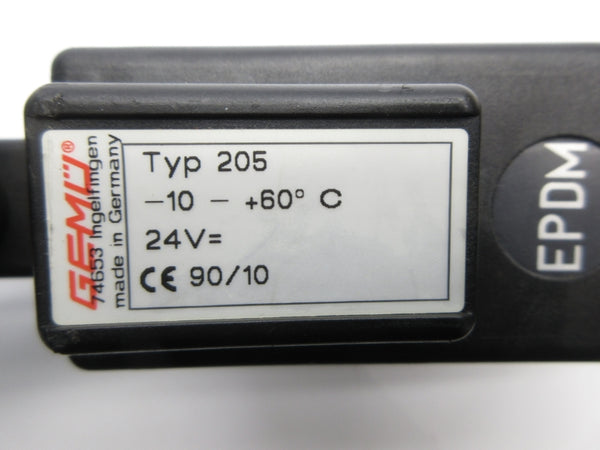 GEMÜ®
74653 Ingelfingen
made in Germany
Typ 205
-10 - +60° C
24V=
CE 90/10
EPDM